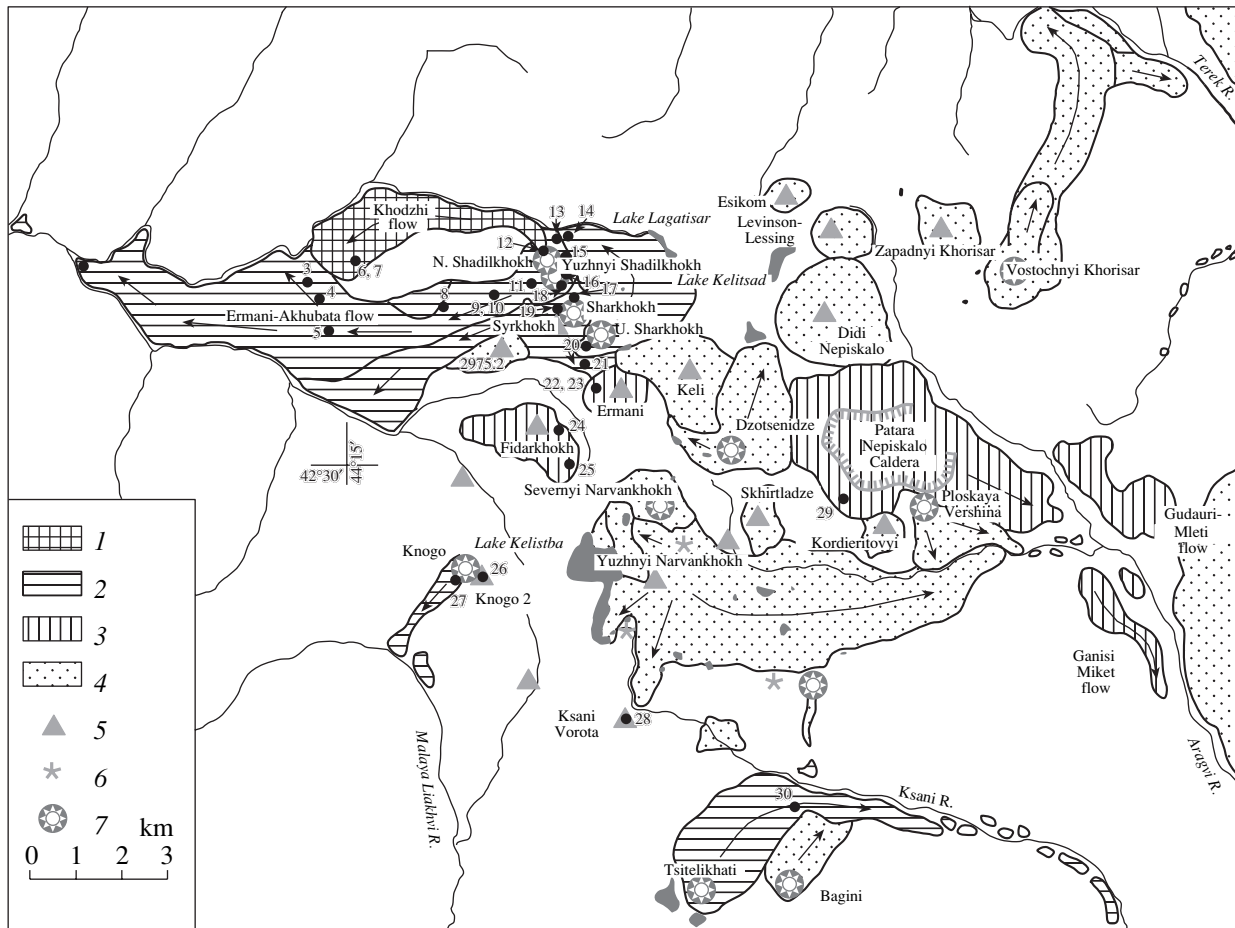 Terek R.
Esikom
Levinson-
Lessing
Zapadnyi Khorisar
Vostochnyi Khorisar
Khodzhi
flow
13
14
Lake Lagatisar
12
15
N. Shadilkhokh
Yuzhnyi Shadilkhokh
Lake Kelitsad
6, 7
3
4
5
8
9, 10
11
16
17
18
19
Sharkhokh
Ermani-Akhubata flow
Syrkhokh
U. Sharkhokh
2975.2
20
21
22, 23
Ermani
Keli
Didi
Nepiskalo
Dzotsenidze
Patara
Nepiskalo
Caldera
Fidarkhokh
24
25
42°30′
44°15′
Severnyi Narvankhokh
Skhirtladze
29
Ploskaya
Vershina
Kordieritovyi
Gudauri-
Mleti
flow
Knogo
Lake Kelistba
26
27
Knogo 2
Yuzhnyi Narvankhokh
Ganisi
Miket
flow
Ksani
Vorota
28
Malaya Liakhvi R.
Aragvi R.
Ksani R.
30
Tsitelikhati
Bagini
1
2
3
4
5
6
7
km
0 1 2 3